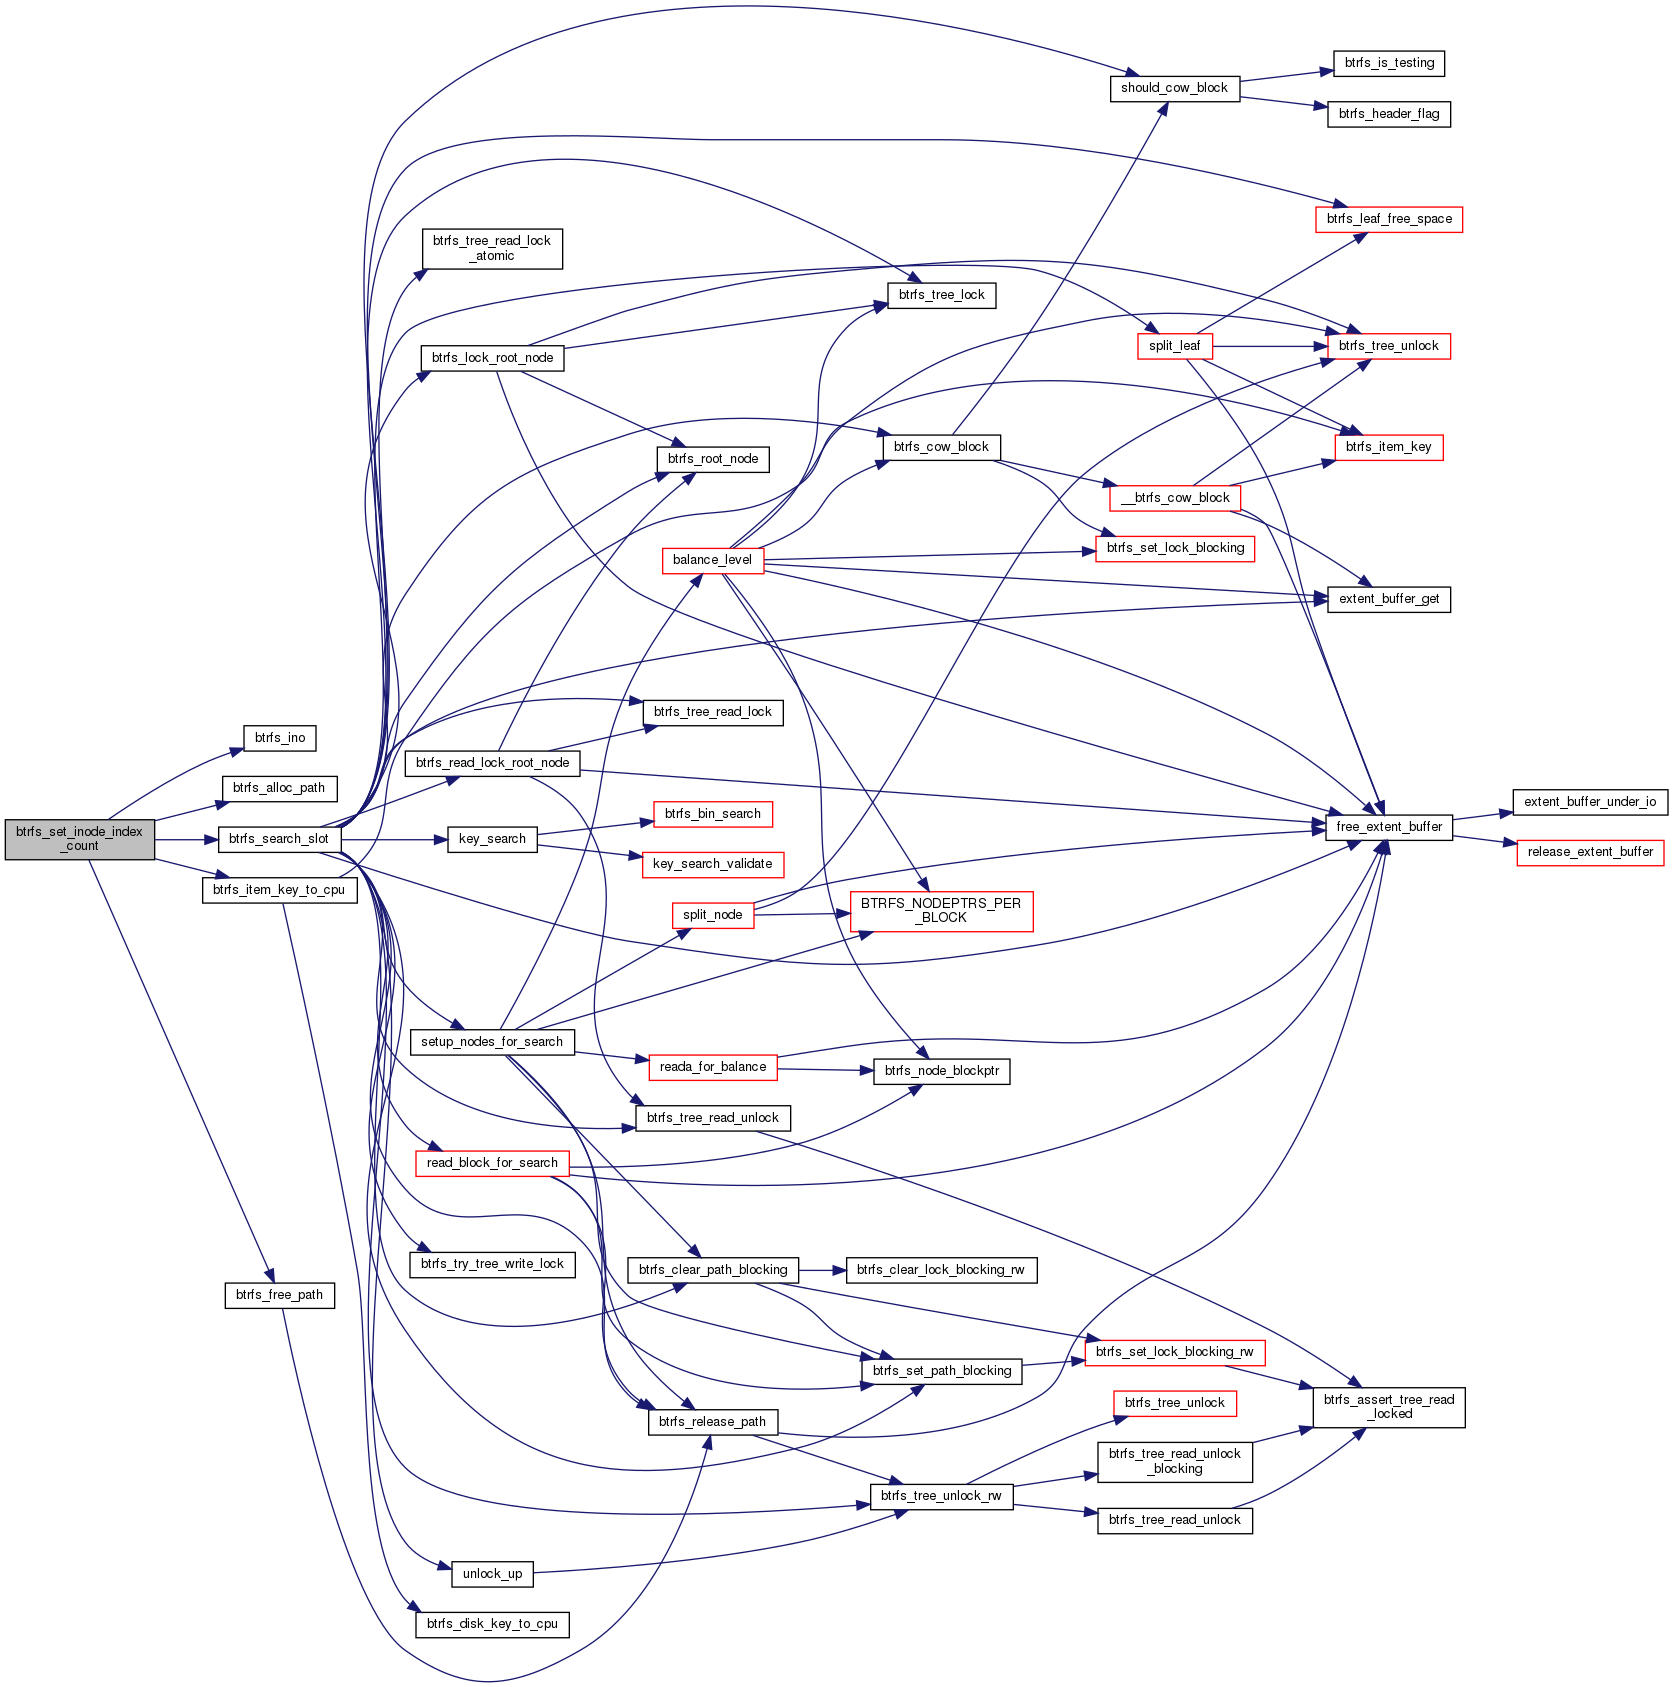 should_cow_block
btrfs_is_testing
btrfs_header_flag
btrfs_leaf_free_space
btrfs_tree_read_lock
_atomic
btrfs_tree_lock
btrfs_lock_root_node
split_leaf
btrfs_tree_unlock
btrfs_root_node
btrfs_cow_block
btrfs_item_key
__btrfs_cow_block
balance_level
btrfs_set_lock_blocking
extent_buffer_get
btrfs_tree_read_lock
btrfs_ino
btrfs_read_lock_root_node
btrfs_alloc_path
btrfs_set_inode_index
_count
btrfs_search_slot
key_search
btrfs_bin_search
key_search_validate
free_extent_buffer
extent_buffer_under_io
release_extent_buffer
btrfs_item_key_to_cpu
split_node
BTRFS_NODEPTRS_PER
_BLOCK
setup_nodes_for_search
reada_for_balance
btrfs_node_blockptr
btrfs_tree_read_unlock
read_block_for_search
btrfs_try_tree_write_lock
btrfs_clear_path_blocking
btrfs_clear_lock_blocking_rw
btrfs_free_path
btrfs_set_lock_blocking_rw
btrfs_set_path_blocking
btrfs_tree_unlock
btrfs_assert_tree_read
_locked
btrfs_release_path
btrfs_tree_read_unlock
_blocking
btrfs_tree_unlock_rw
btrfs_tree_read_unlock
unlock_up
btrfs_disk_key_to_cpu